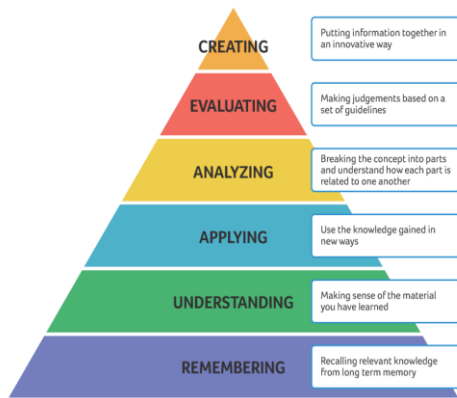 CREATING
Putting information together in
an innovative way
EVALUATING
Making judgements based on a
set of guidelines
ANALYZING
Breaking the concept into parts
and understand how each part is
related to one another
APPLYING
Use the knowledge gained in
new ways
UNDERSTANDING
Making sense of the material
you have learned
REMEMBERING
Recalling relevant knowledge
from long term memory